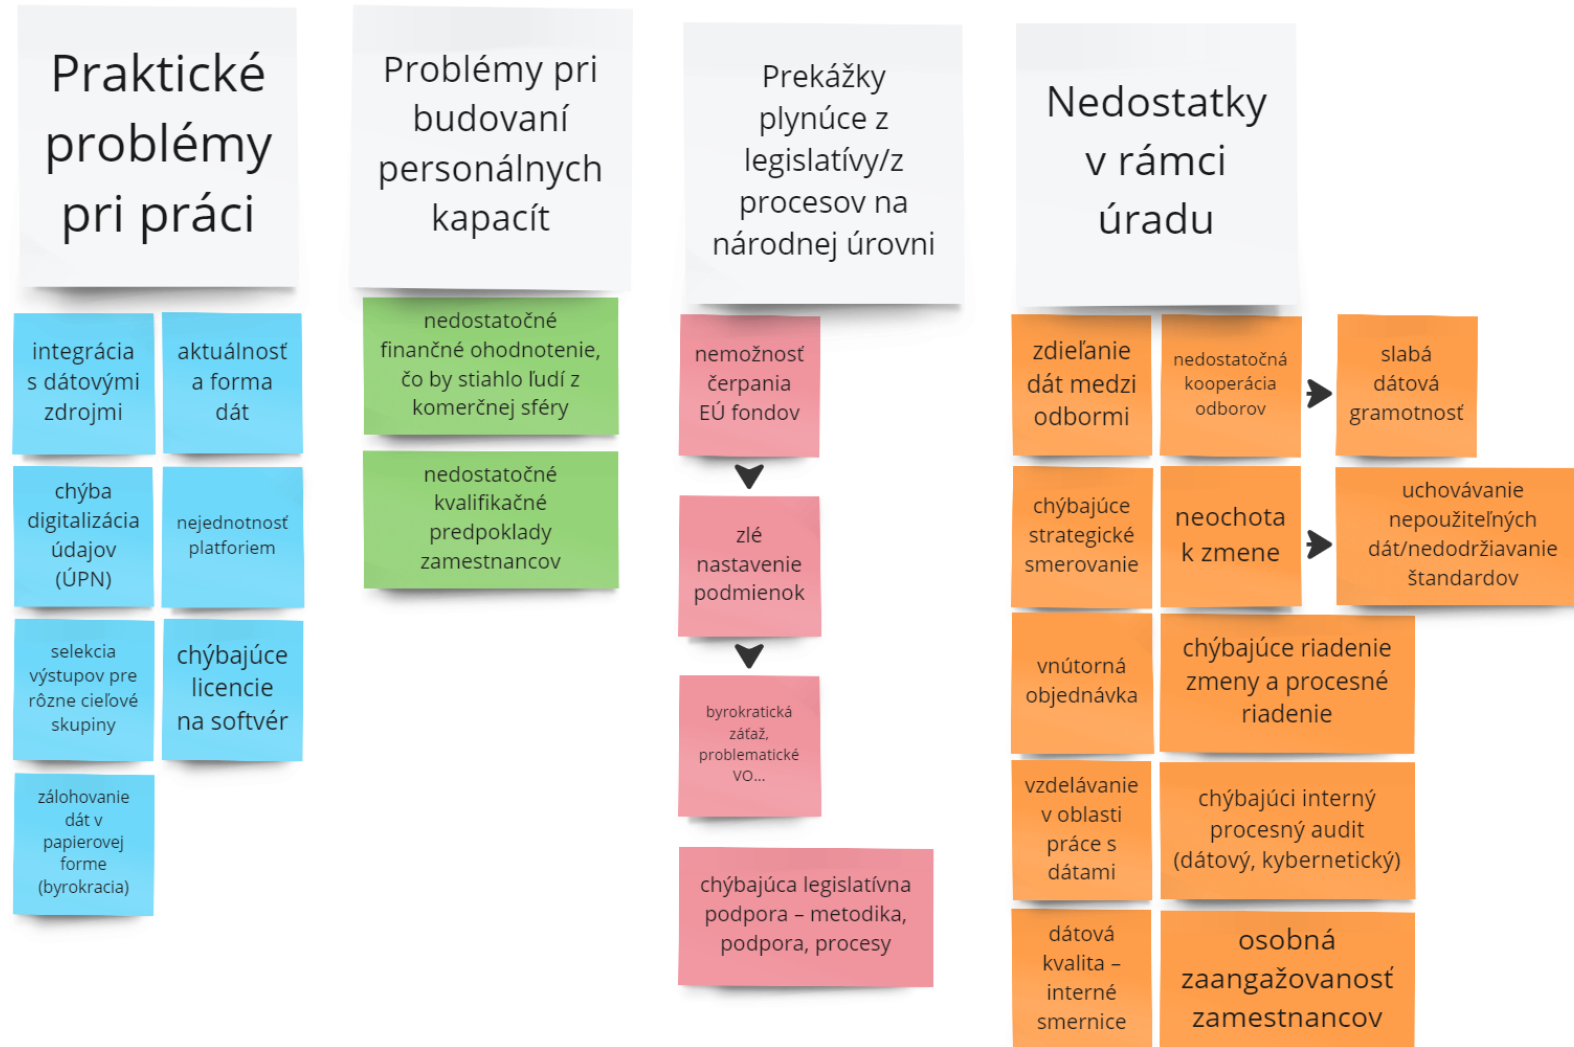 Praktické
problémy
pri práci
integrácia
s dátovými
zdrojmi
aktuálnosť
a forma
dát
chýba
digitalizácia
údajov
(ÚPN)
nejednotnosť
platforiem
selekcia
výstupov pre
rôzne cieľové
skupiny
chýbajúce
licencie
na softvér
zálohovanie
dát v
papierovej
forme
(byrokracia)
Problémy pri
budovaní
personálnych
kapacít
nedostatočné
finančné ohodnotenie,
čo by stiahlo ľudí z
komerčnej sféry
nedostatočné
kvalifikačné
predpoklady
zamestnancov
Prekážky
plynúce z
legislatívy/z
procesov na
národnej úrovni
nemožnosť
čerpania
EÚ fondov
zlé
nastavenie
podmienok
byrokratická
záťaž,
problematické
VO...
chýbajúca legislatívna
podpora – metodika,
podpora, procesy
Nedostatky
v rámci
úradu
zdieľanie
dát medzi
odbormi
nedostatočná
kooperácia
odborov
slabá
dátová
gramotnosť
chýbajúce
strategické
smerovanie
neochota
k zmene
uchovávanie
nepoužiteľných
dát/nedodržiavanie
štandardov
vnútorná
objednávka
chýbajúce riadenie
zmeny a procesné
riadenie
vzdelávanie
v oblasti
práce s
dátami
chýbajúci interný
procesný audit
(dátový, kybernetický)
dátová
kvalita –
interné
smernice
osobná
zaangažovanosť
zamestnancov